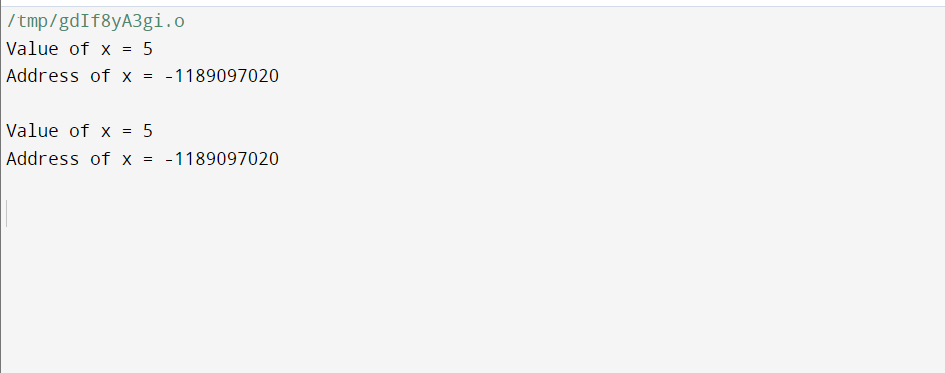 /tmp/gdIf8yA3gi.o
Value of x = 5
Address of x = -1189097020
Value of x = 5
Address of x = -1189097020